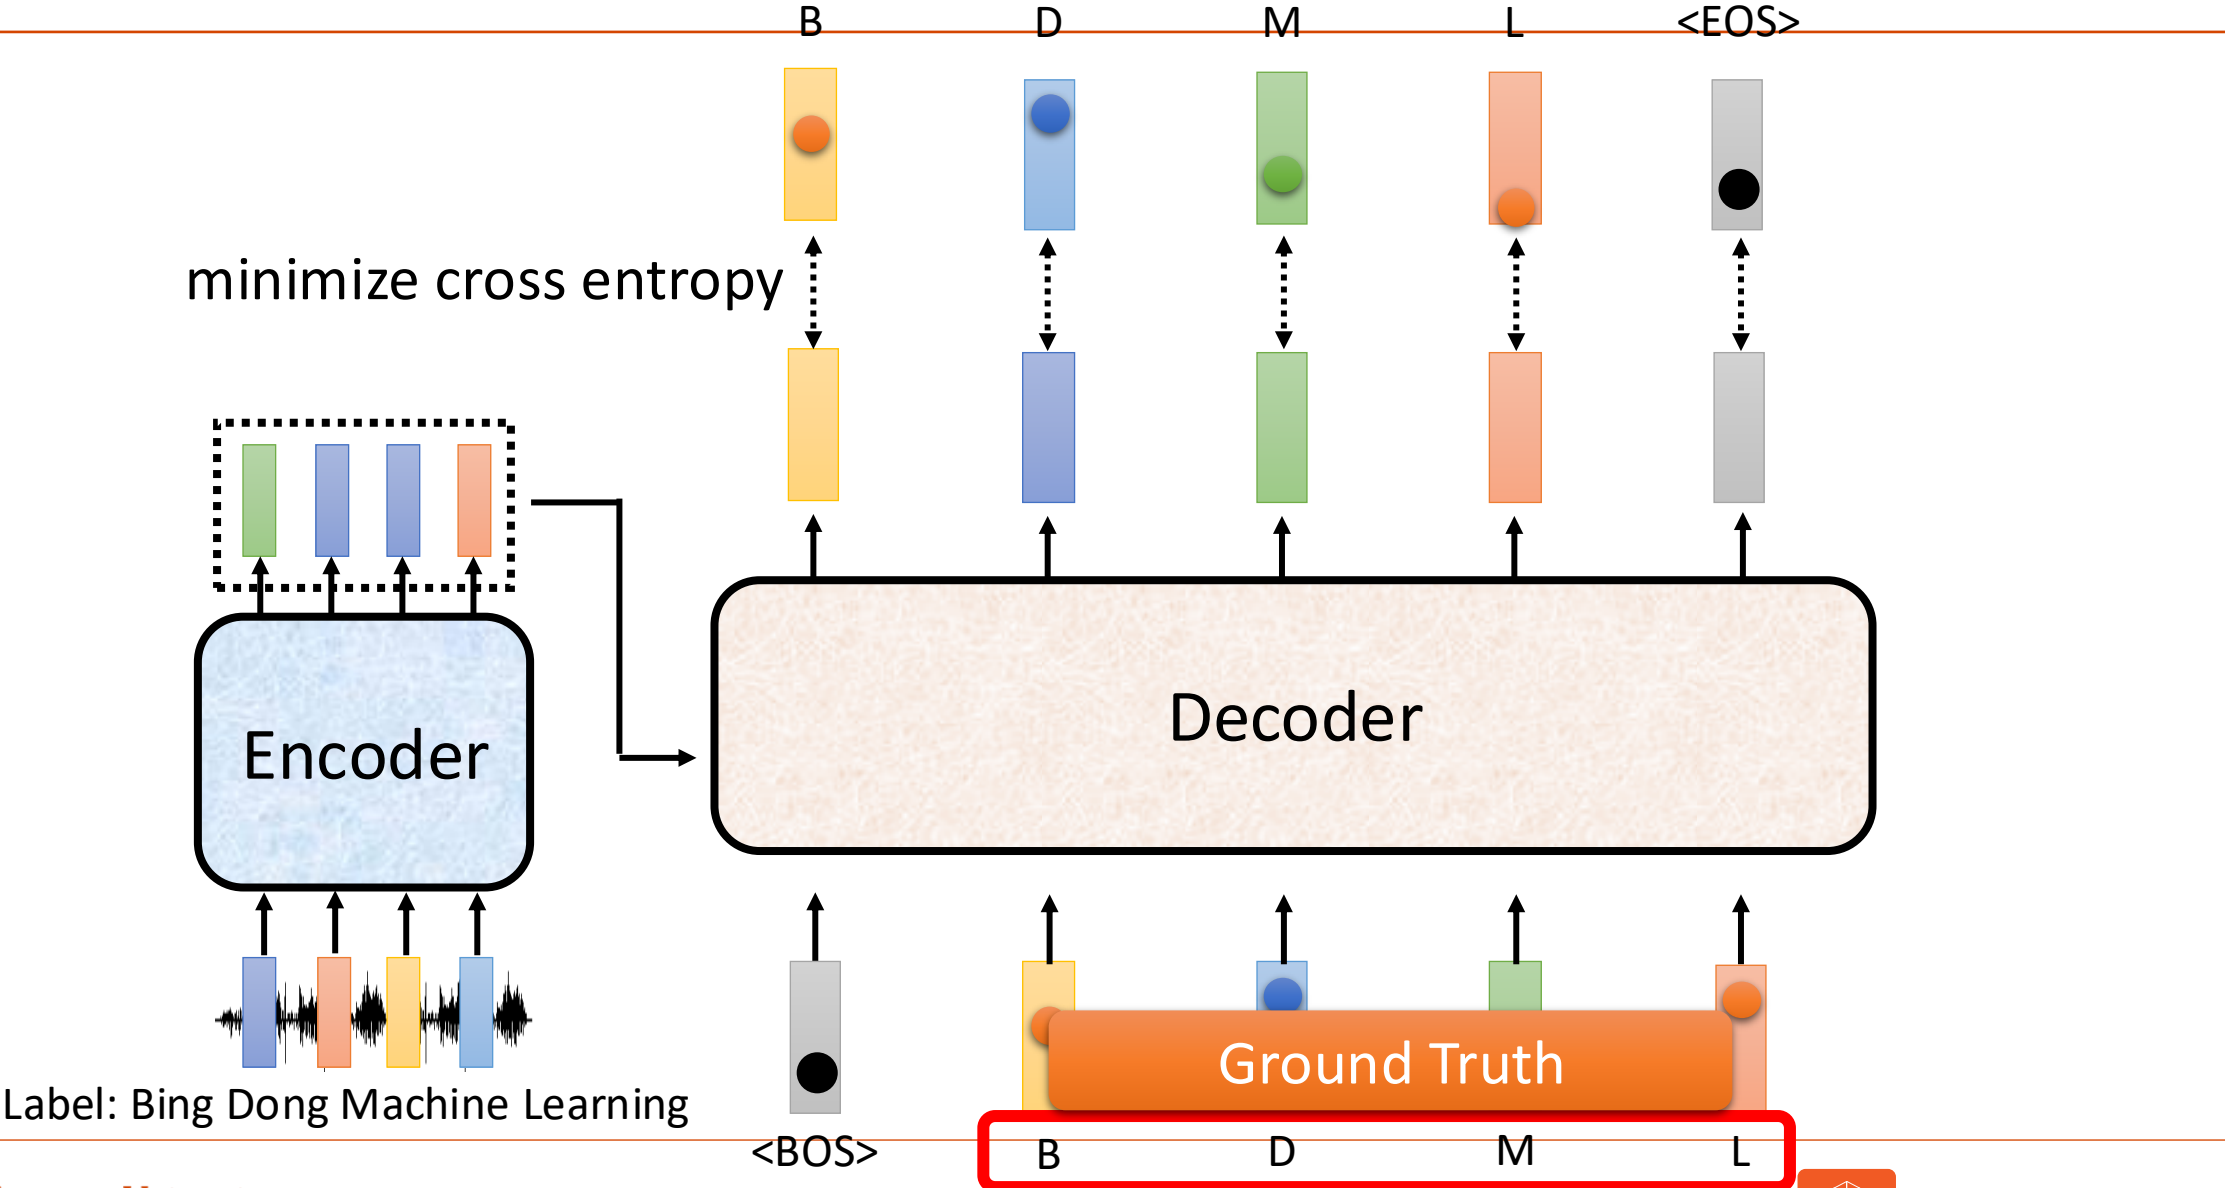 B D M L <EOS>
minimize cross entropy
Encoder
Decoder
Ground Truth
Label: Bing Dong Machine Learning
<BOS> B D M L